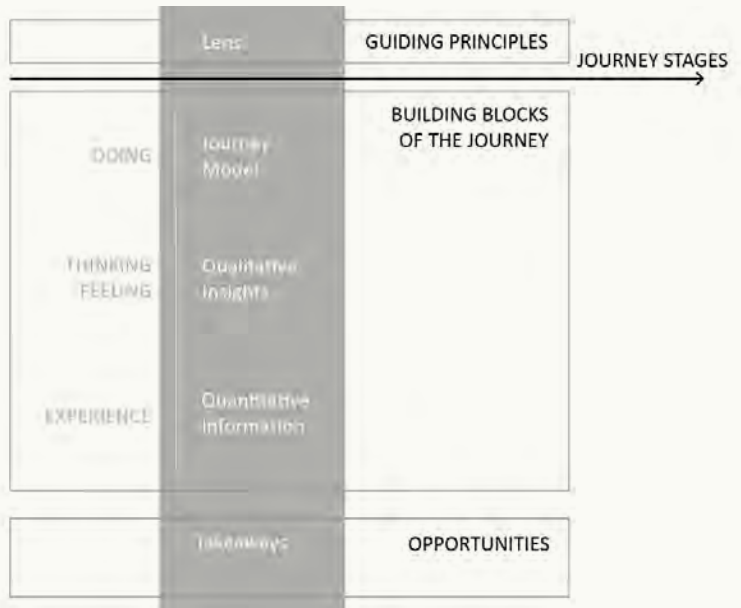 Lens
GUIDING PRINCIPLES
JOURNEY STAGES
BUILDING BLOCKS
OF THE JOURNEY
DOING
Journey
Model
THINKING
FEELING
Qualitative
Insights
EXPERIENCE
Quantitative
Information
Takeaways
OPPORTUNITIES